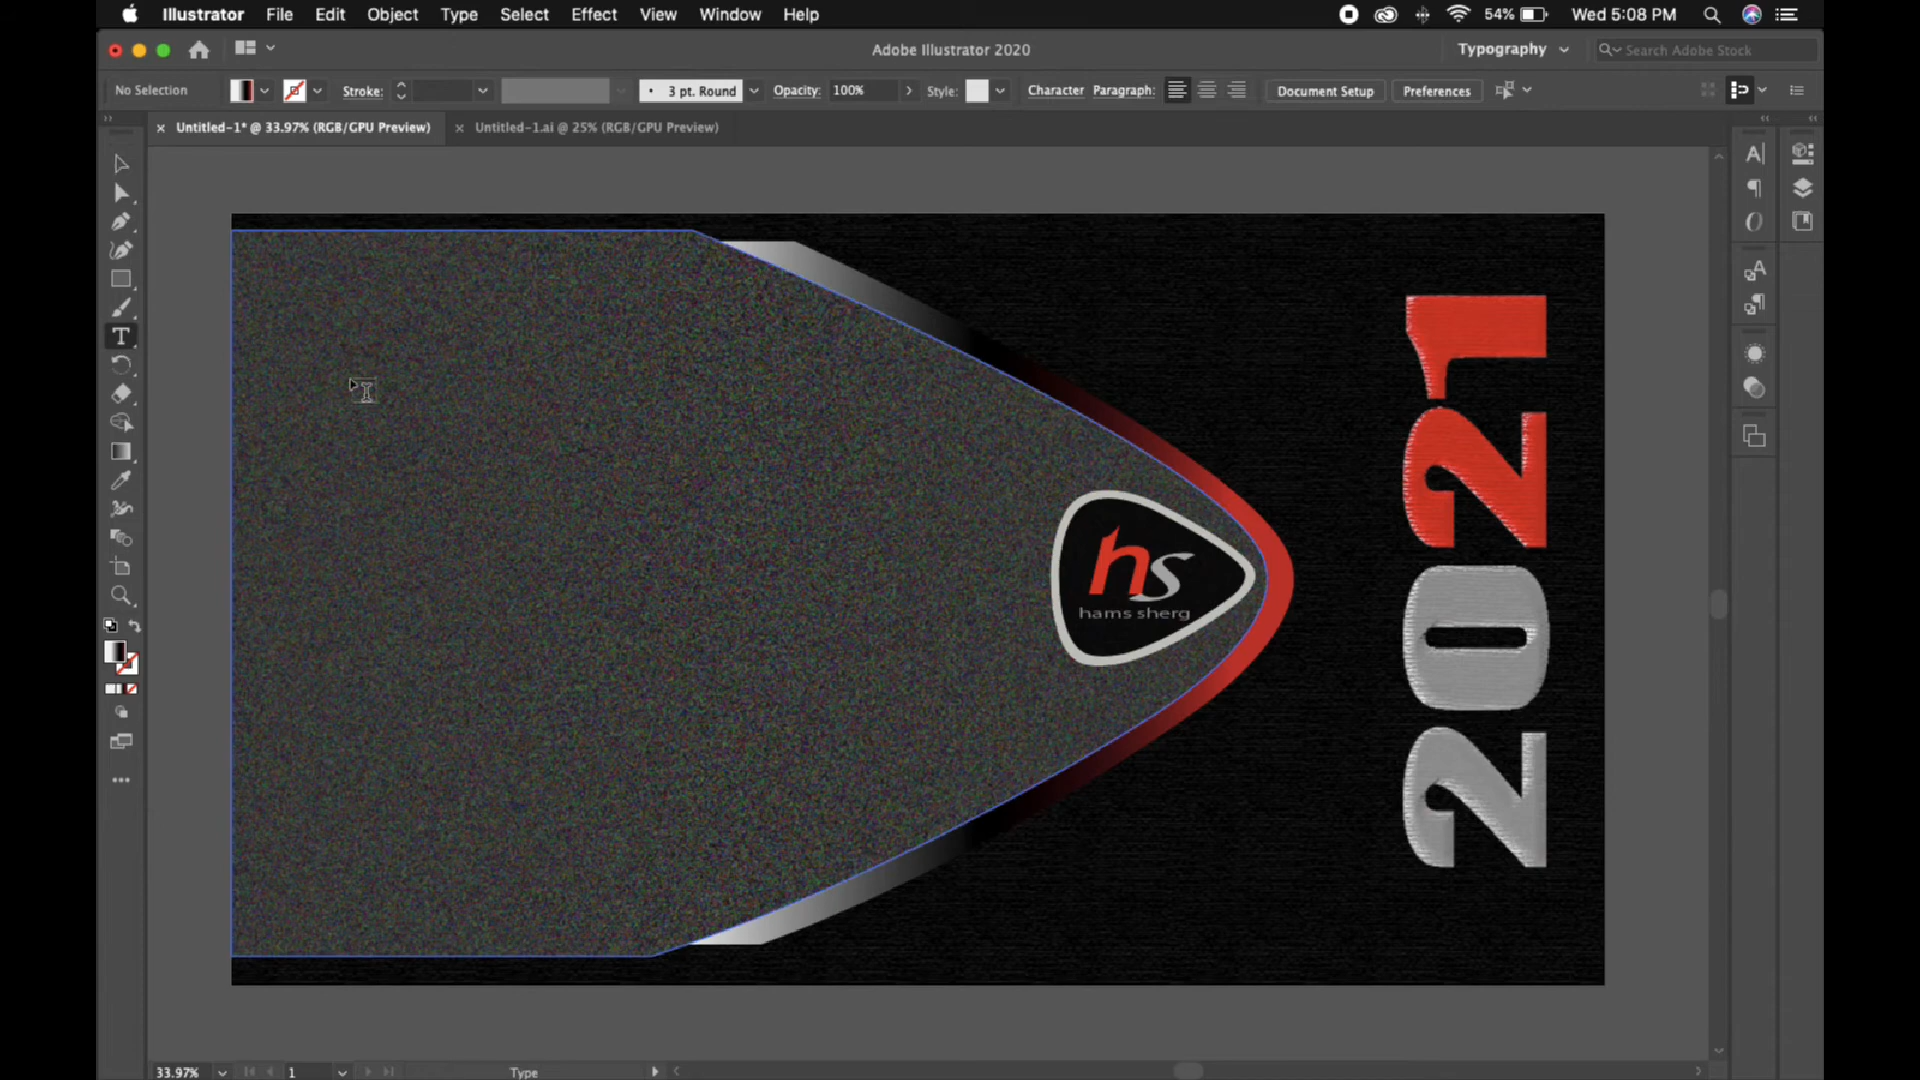 Illustrator File Edit Object Type Select Effect View Window Help 54% Wed 5:08 PM
Adobe Illustrator 2020 Typography Search Adobe Stock
No Selection Stroke: 3 pt. Round Opacity: 100% Style: Character Paragraph: Document Setup Preferences
Untitled-1* @ 33.97% (RGB/GPU Preview) Untitled-1.ai @ 25% (RGB/GPU Preview)
hs
hams sherg
2021
33.97% 1 Type